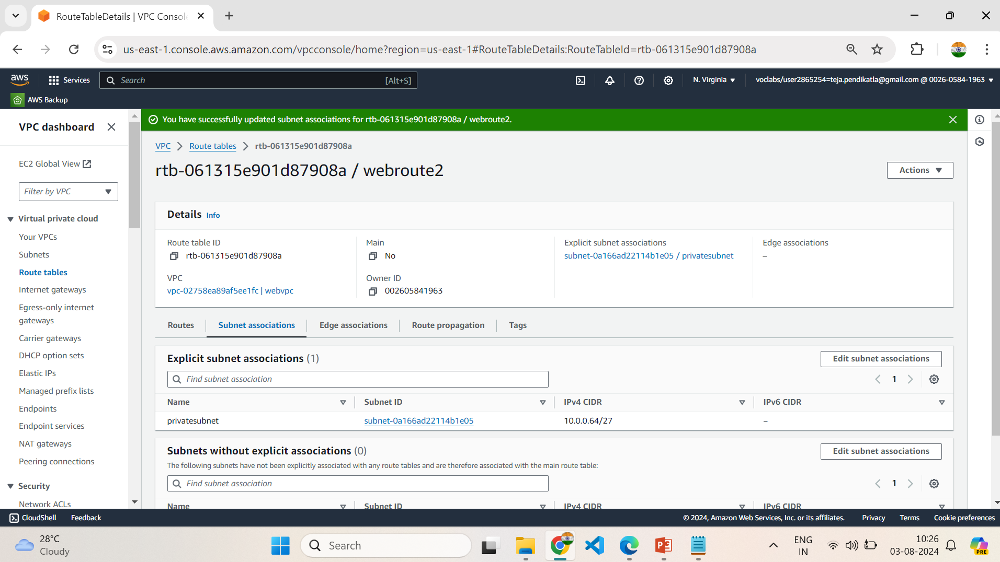 RouteTableDetails | VPC Consol
us-east-1.console.aws.amazon.com/vpcconsole/home?region=us-east-1#RouteTableDetails:RouteTableId=rtb-061315e901d87908a
aws
Services
Search
[Alt+S]
N. Virginia
voclabs/user2865254=teja.pendikatla@gmail.com @ 0026-0584-1963
AWS Backup
VPC dashboard
EC2 Global View
Filter by VPC
Virtual private cloud
Your VPCs
Subnets
Route tables
Internet gateways
Egress-only internet
gateways
Carrier gateways
DHCP option sets
Elastic IPs
Managed prefix lists
Endpoints
Endpoint services
NAT gateways
Peering connections
Security
Network ACLs
You have successfully updated subnet associations for rtb-061315e901d87908a / webroute2.
VPC
Route tables
rtb-061315e901d87908a
rtb-061315e901d87908a / webroute2
Actions
Details Info
Route table ID
rtb-061315e901d87908a
Main
No
Explicit subnet associations
subnet-0a166ad22114b1e05 / privatesubnet
Edge associations
–
VPC
vpc-02758ea89af5ee1fc | webvpc
Owner ID
002605841963
Routes
Subnet associations
Edge associations
Route propagation
Tags
Explicit subnet associations (1)
Edit subnet associations
Find subnet association
1
Name
Subnet ID
IPv4 CIDR
IPv6 CIDR
privatesubnet
subnet-0a166ad22114b1e05
10.0.0.64/27
–
Subnets without explicit associations (0)
Edit subnet associations
The following subnets have not been explicitly associated with any route tables and are therefore associated with the main route table:
Find subnet association
1
Name
Subnet ID
IPv4 CIDR
IPv6 CIDR
CloudShell
Feedback
© 2024, Amazon Web Services, Inc. or its affiliates.
Privacy
Terms
Cookie preferences
28°C
Cloudy
Search
ENG
IN
10:26
03-08-2024
PRE